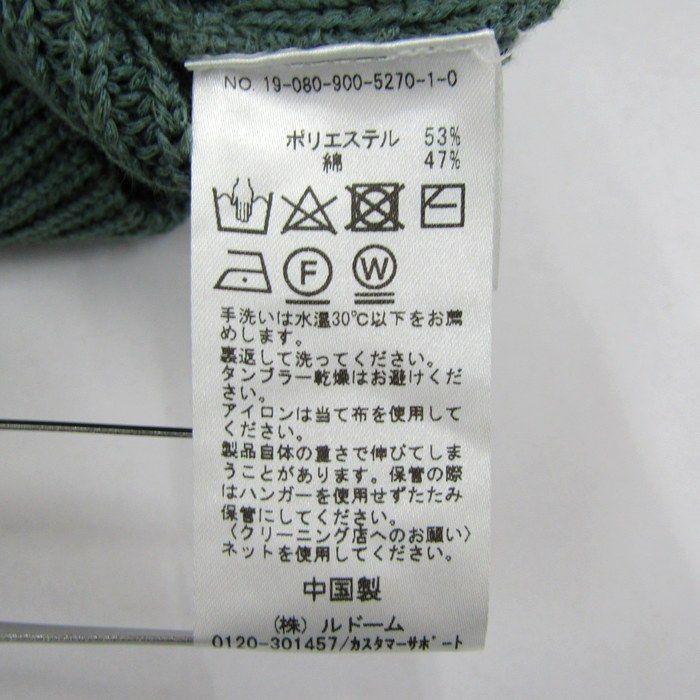 NO. 19-080-900-5270-1-0
ポリエステル 53%
綿 47%
F W
手洗いは水温30℃以下をお薦
めします。
裏返して洗ってください。
タンブラー乾燥はお避けくだ
さい。
アイロンは当て布を使用して
ください。
製品自体の重さで伸びてしま
うことがあります。保管の際
はハンガーを使用せずたたみ
保管にしてください。
〈クリーニング店へのお願い〉
ネットを使用してください。
中国製
(株) ルドーム
0120-301457/カスタマーサポート